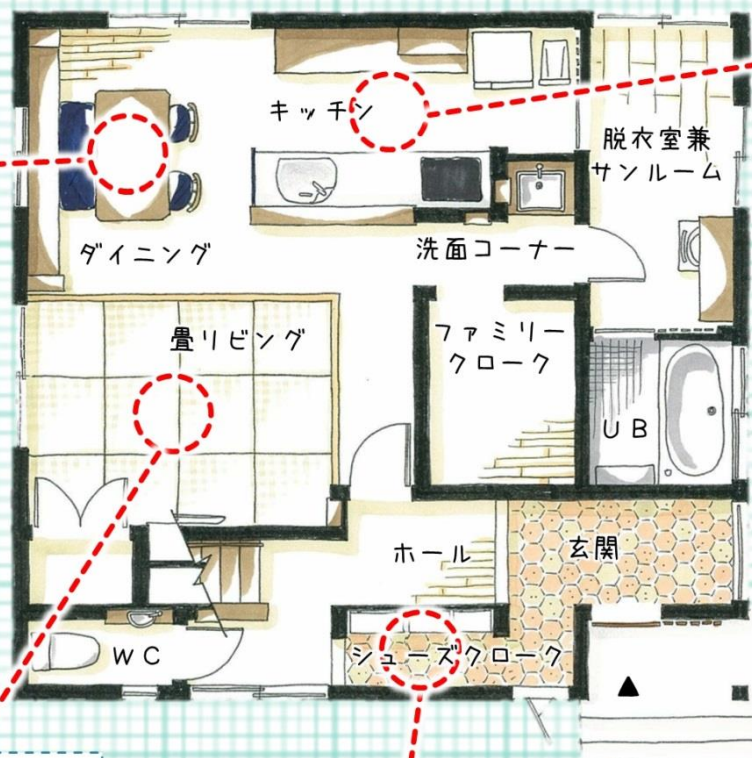 キッチン
脱衣室兼
サンルーム
ダイニング
洗面コーナー
畳リビング
ファミリー
クローク
UB
ホール
玄関
WC
シューズクローク